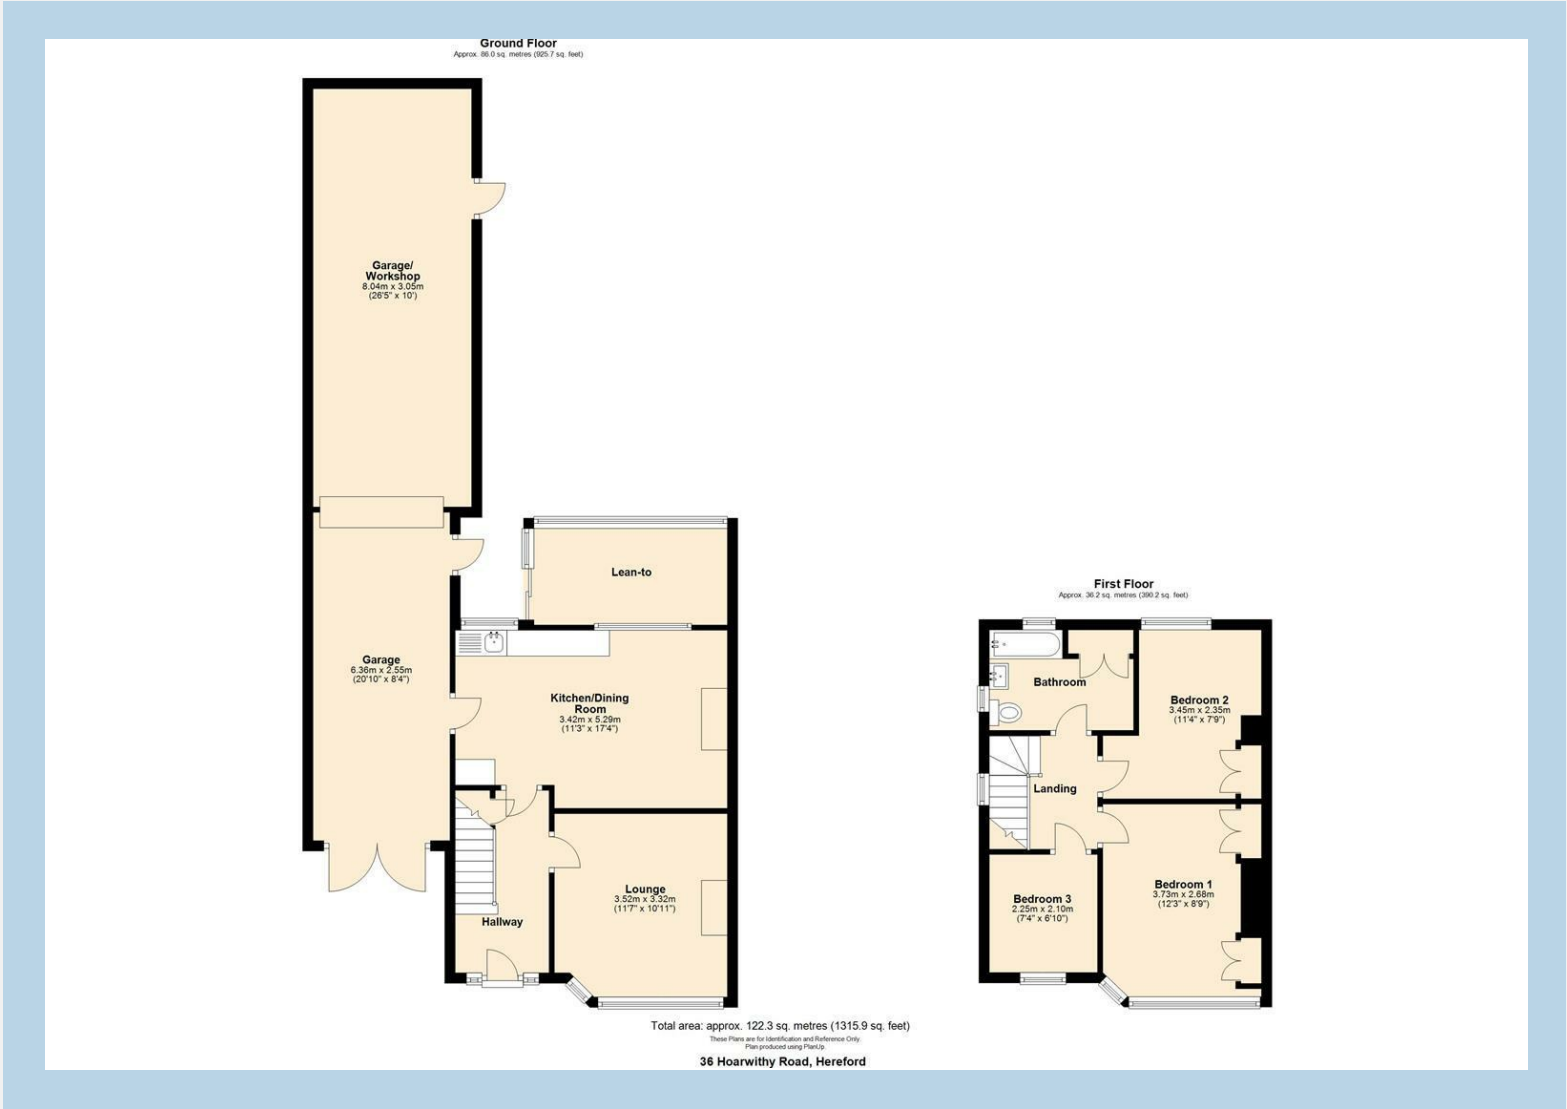 Ground Floor
Approx. 86.0 sq. metres (925.7 sq. feet)
Garage/
Workshop
8.04m x 3.05m
(26'5" x 10')
Lean-to
Garage
6.36m x 2.55m
(20'10" x 8'4")
Kitchen/Dining
Room
3.42m x 5.29m
(11'3" x 17'4")
Lounge
3.52m x 3.32m
(11'7" x 10'11")
Hallway
First Floor
Approx. 36.2 sq. metres (390.2 sq. feet)
Bathroom
Bedroom 2
3.45m x 2.35m
(11'4" x 7'9")
Landing
Bedroom 1
3.73m x 2.68m
(12'3" x 8'9")
Bedroom 3
2.25m x 2.10m
(7'4" x 6'10")
Total area: approx. 122.3 sq. metres (1315.9 sq. feet)
These Plans are for Identification and Reference Only.
Plan produced using PlanUp.
36 Hoarwithy Road, Hereford